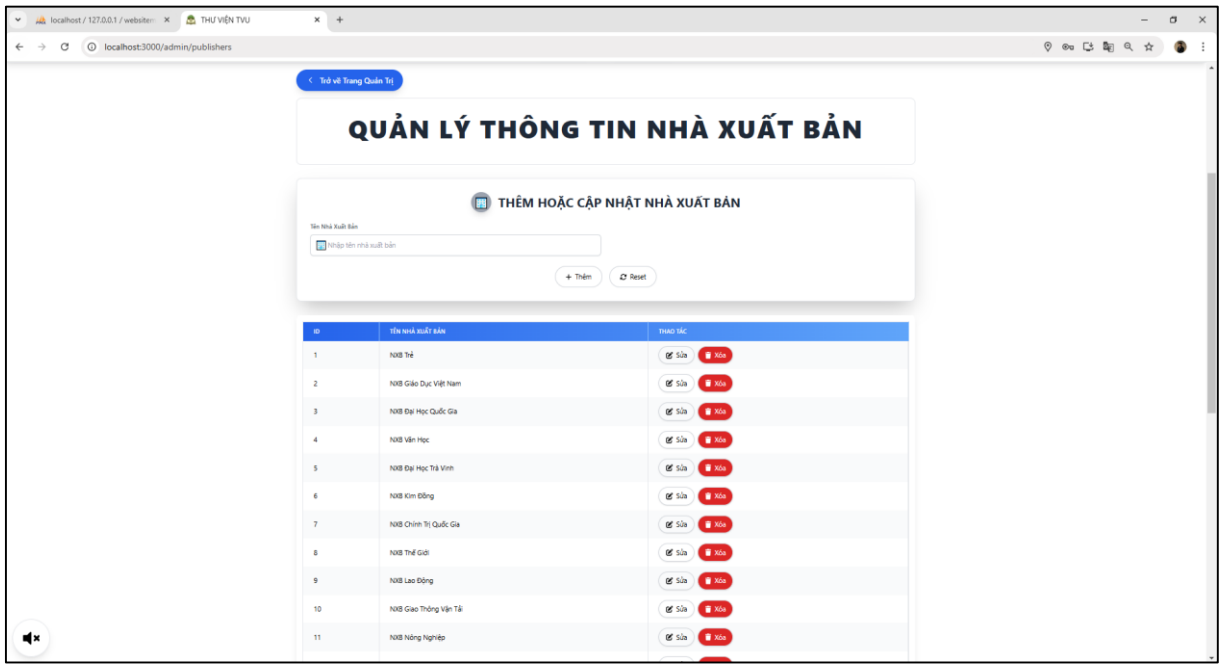 localhost / 127.0.0.1 / website
THƯ VIỆN TVU
localhost:3000/admin/publishers
Trở về Trang Quản Trị
QUẢN LÝ THÔNG TIN NHÀ XUẤT BẢN
THÊM HOẶC CẬP NHẬT NHÀ XUẤT BẢN
Tên Nhà Xuất Bản
Nhập tên nhà xuất bản
+ Thêm Reset
ID TÊN NHÀ XUẤT BẢN THAO TÁC
1 NXB Trẻ Sửa Xóa
2 NXB Giáo Dục Việt Nam Sửa Xóa
3 NXB Đại Học Quốc Gia Sửa Xóa
4 NXB Văn Học Sửa Xóa
5 NXB Đại Học Trà Vinh Sửa Xóa
6 NXB Kim Đồng Sửa Xóa
7 NXB Chính Trị Quốc Gia Sửa Xóa
8 NXB Thế Giới Sửa Xóa
9 NXB Lao Động Sửa Xóa
10 NXB Giao Thông Vận Tải Sửa Xóa
11 NXB Nông Nghiệp Sửa Xóa